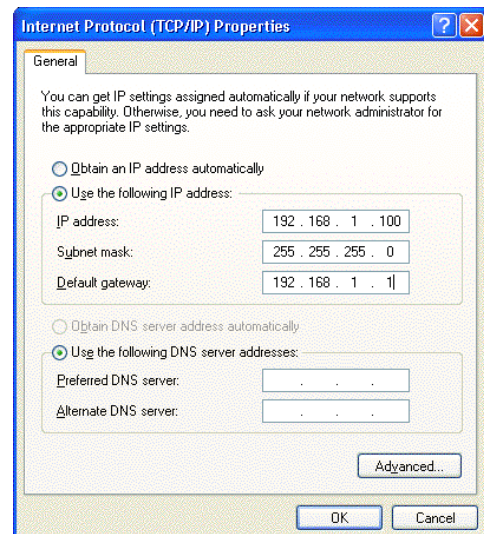 Internet Protocol (TCP/IP) Properties
General
You can get IP settings assigned automatically if your network supports
this capability. Otherwise, you need to ask your network administrator for
the appropriate IP settings.
Obtain an IP address automatically
Use the following IP address:
IP address: 192 . 168 . 1 . 100
Subnet mask: 255 . 255 . 255 . 0
Default gateway: 192 . 168 . 1 . 1
Obtain DNS server address automatically
Use the following DNS server addresses:
Preferred DNS server: . . .
Alternate DNS server: . . .
Advanced...
OK Cancel